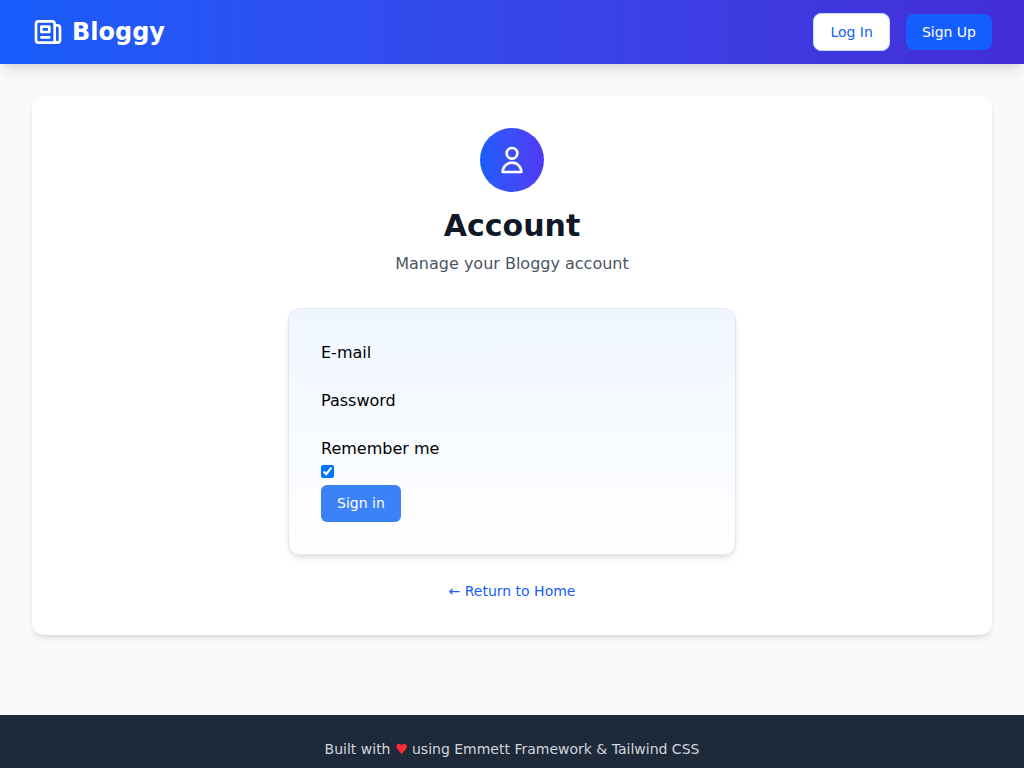 Bloggy
Log In
Sign Up
Account
Manage your Bloggy account
E-mail
Password
Remember me
Sign in
← Return to Home
Built with ♥ using Emmett Framework & Tailwind CSS